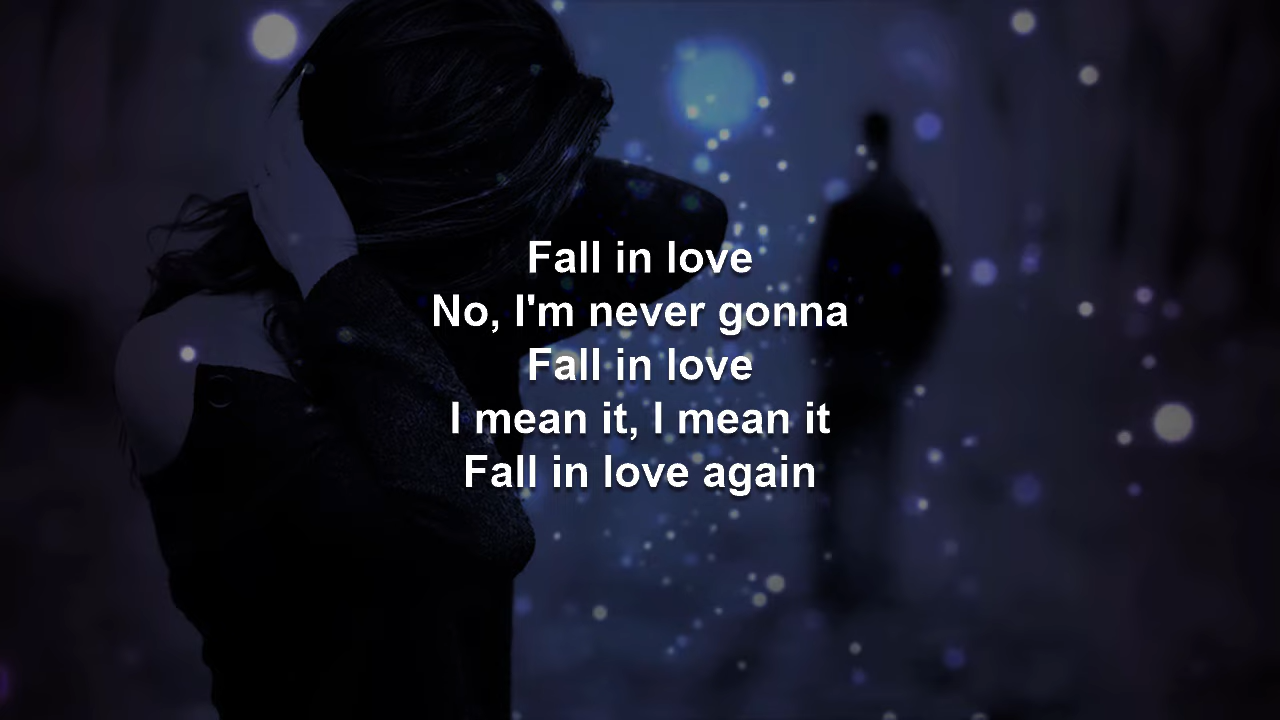 Fall in love
No, I'm never gonna
Fall in love
I mean it, I mean it
Fall in love again